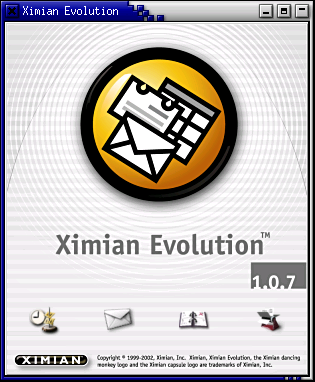 Ximian Evolution
Ximian Evolution™
1.0.7
XIMIAN
Copyright © 1999-2002, Ximian, Inc. Ximian, Ximian Evolution, the Ximian dancing
monkey logo and the Ximian capsule logo are trademarks of Ximian, Inc.